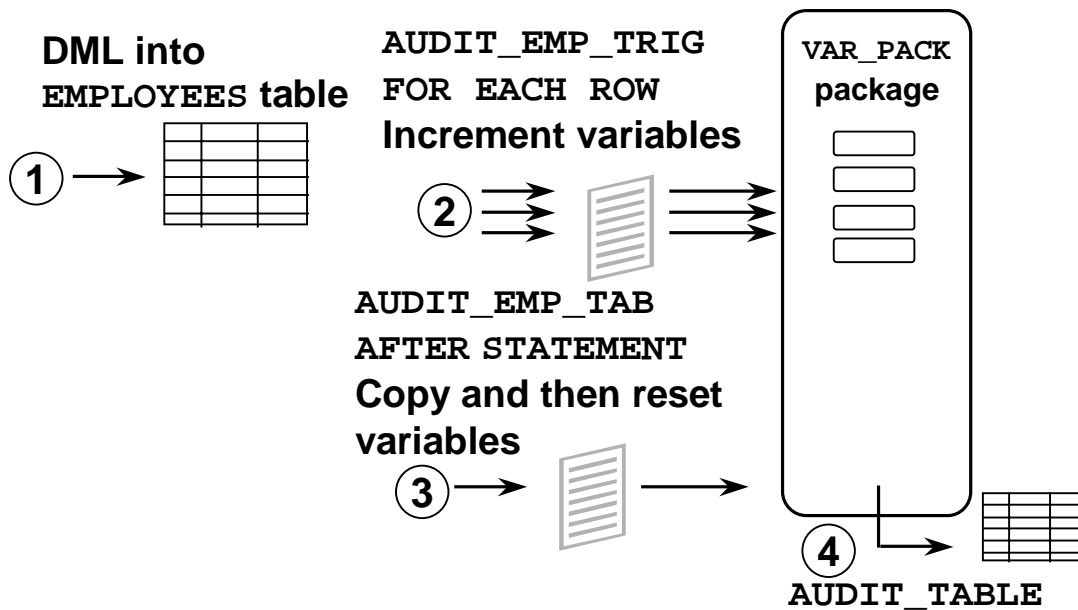 DML into
EMPLOYEES table
1
AUDIT_EMP_TRIG
FOR EACH ROW
Increment variables
2
VAR_PACK
package
AUDIT_EMP_TAB
AFTER STATEMENT
Copy and then reset
variables
3
4
AUDIT_TABLE